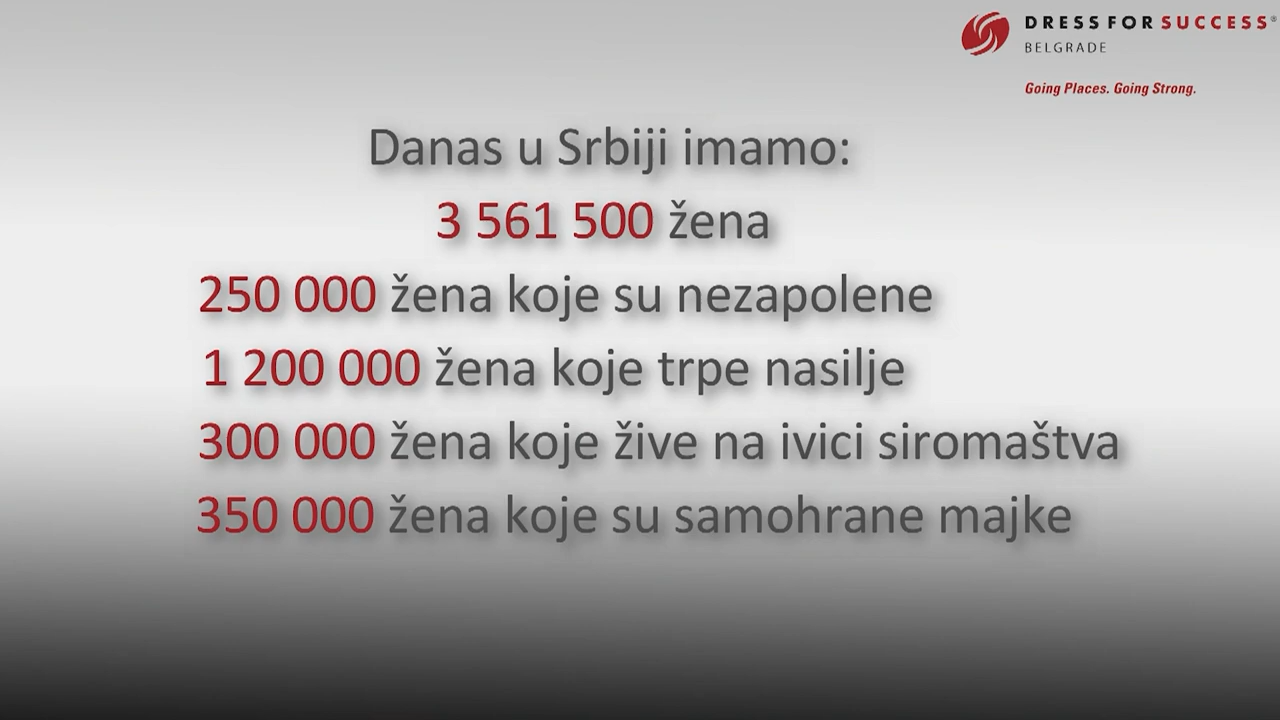 DRESS FOR SUCCESS®
BELGRADE
Going Places. Going Strong.
Danas u Srbiji imamo:
3 561 500 žena
250 000 žena koje su nezapolene
1 200 000 žena koje trpe nasilje
300 000 žena koje žive na ivici siromaštva
350 000 žena koje su samohrane majke